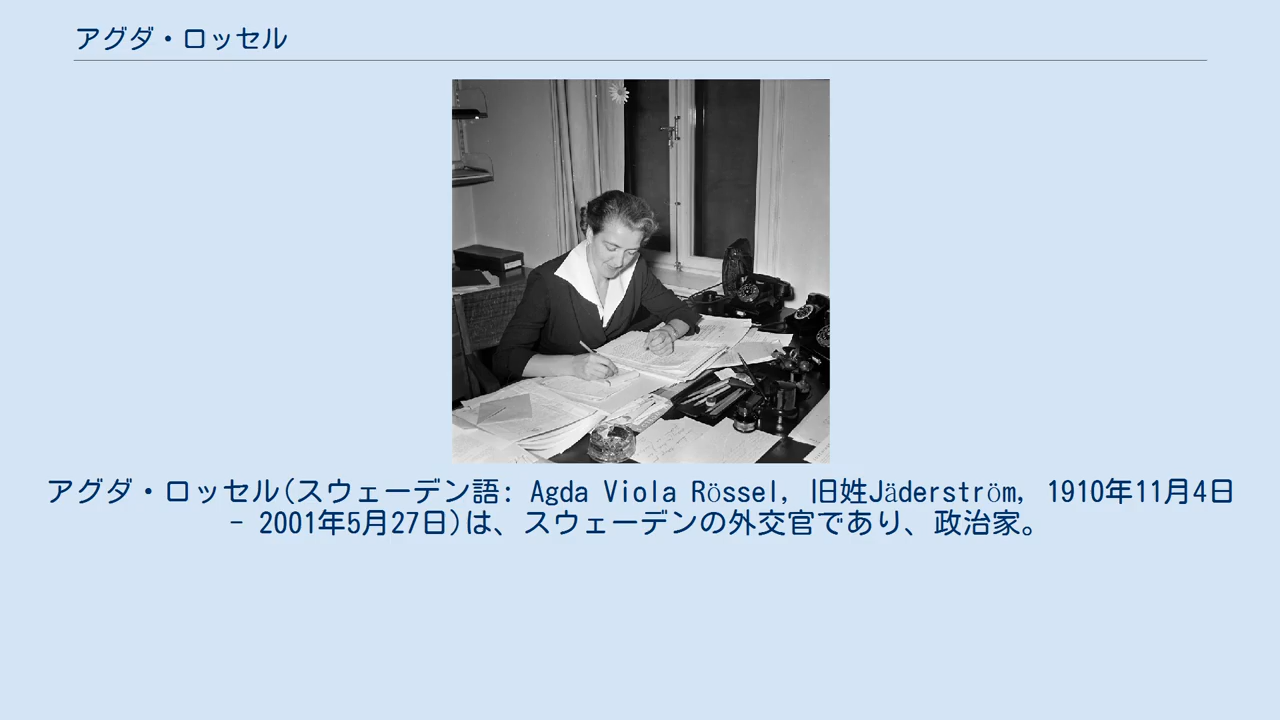 アグダ・ロッセル
アグダ・ロッセル(スウェーデン語: Agda Viola Rössel, 旧姓Jäderström, 1910年11月4日
- 2001年5月27日)は、スウェーデンの外交官であり、政治家。